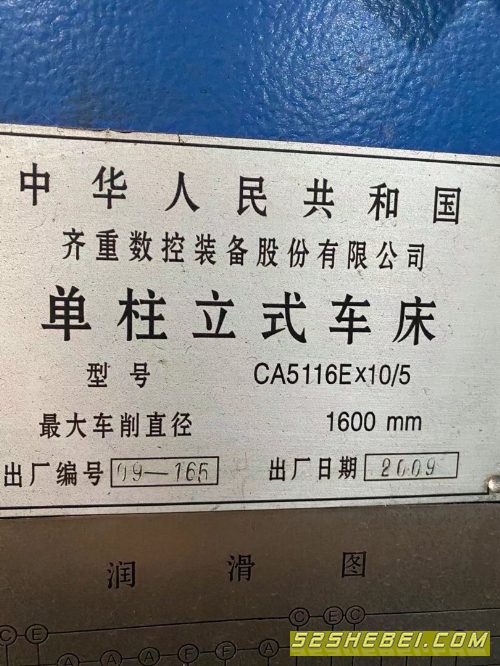 中华人民共和国
齐重数控装备股份有限公司
单柱立式车床
型号 CA5116Ex10/5
最大车削直径 1600 mm
出厂编号 09-165 出厂日期 2009
润滑图
C E C C E
A A A F F A
52SHEBEI.COM